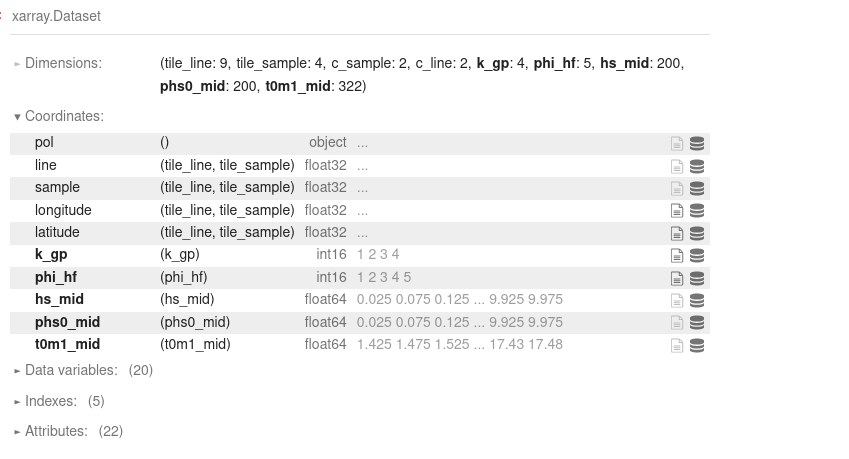 xarray.Dataset
► Dimensions: (tile_line: 9, tile_sample: 4, c_sample: 2, c_line: 2, k_gp: 4, phi_hf: 5, hs_mid: 200,
phs0_mid: 200, t0m1_mid: 322)
▼ Coordinates:
pol () object ...
line (tile_line, tile_sample) float32 ...
sample (tile_line, tile_sample) float32 ...
longitude (tile_line, tile_sample) float32 ...
latitude (tile_line, tile_sample) float32 ...
k_gp (k_gp) int16 1 2 3 4
phi_hf (phi_hf) int16 1 2 3 4 5
hs_mid (hs_mid) float64 0.025 0.075 0.125 ... 9.925 9.975
phs0_mid (phs0_mid) float64 0.025 0.075 0.125 ... 9.925 9.975
t0m1_mid (t0m1_mid) float64 1.425 1.475 1.525 ... 17.43 17.48
► Data variables: (20)
► Indexes: (5)
► Attributes: (22)